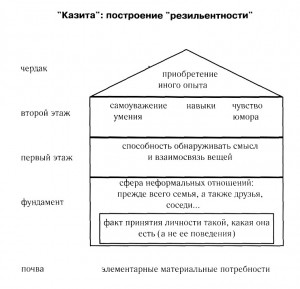 "Казита": построение "резильентности"
чердак
приобретение
иного опыта
второй этаж
самоуважение навыки чувство
умения юмора
первый этаж
способность обнаруживать смысл
и взаимосвязь вещей
фундамент
сфера неформальных отношений:
прежде всего семья, а также друзья,
соседи...
факт принятия личности такой, какая она
есть (а не ее поведения)
почва элементарные материальные потребности